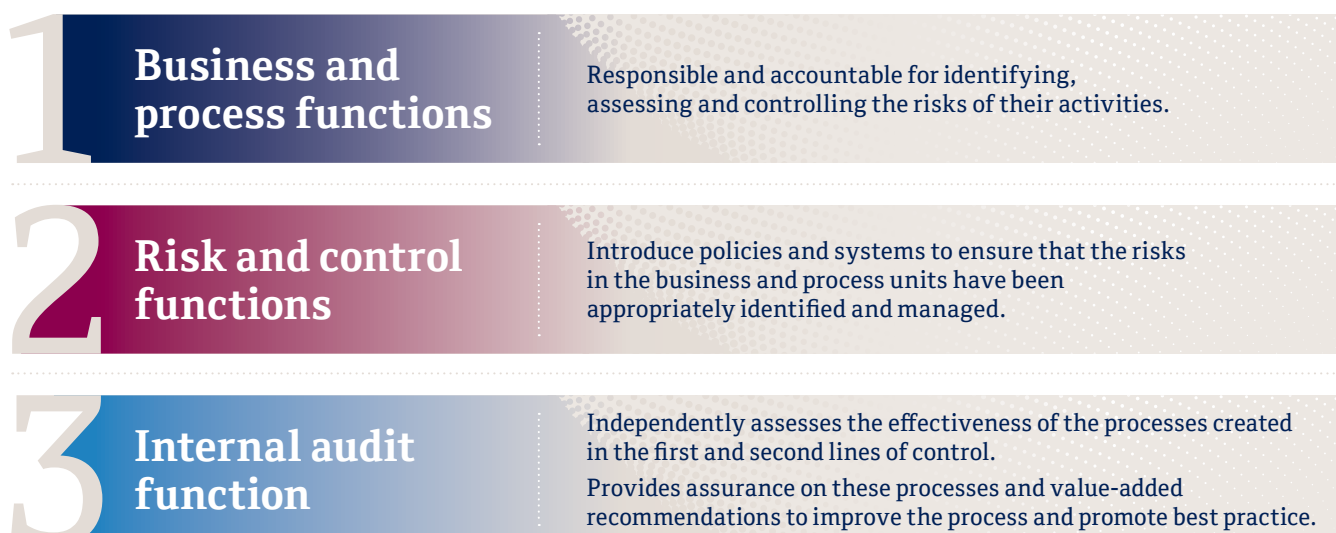 1
Business and
process functions
Responsible and accountable for identifying,
assessing and controlling the risks of their activities.
2
Risk and control
functions
Introduce policies and systems to ensure that the risks
in the business and process units have been
appropriately identified and managed.
3
Internal audit
function
Independently assesses the effectiveness of the processes created
in the first and second lines of control.
Provides assurance on these processes and value-added
recommendations to improve the process and promote best practice.